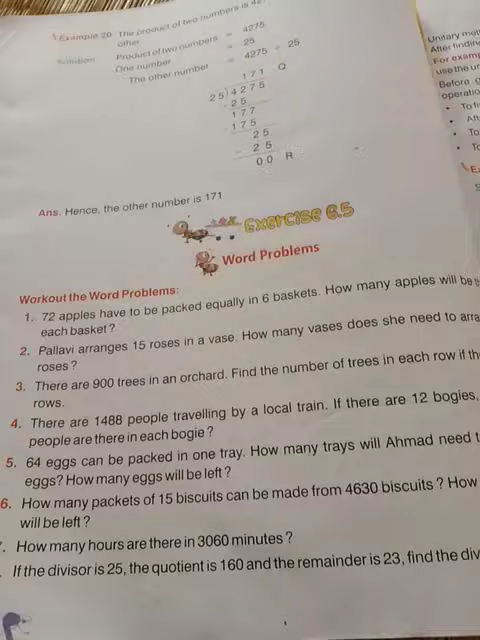 Example 20 The product of two numbers is
other
Product of two numbers = 4275
Solution
One number = 25
The other number = 4275 ÷ 25
171 Q
25)4275
-25
177
-175
25
- 25
00 R
Ans. Hence, the other number is 171
Exercise 6.5
Word Problems
Workout the Word Problems:
1. 72 apples have to be packed equally in 6 baskets. How many apples will be
each basket?
2. Pallavi arranges 15 roses in a vase. How many vases does she need to
roses?
3. There are 900 trees in an orchard. Find the number of trees in each row if
rows.
4. There are 1488 people travelling by a local train. If there are 12 bogies,
people are there in each bogie?
5. 64 eggs can be packed in one tray. How many trays will Ahmad need
eggs? How many eggs will be left?
6. How many packets of 15 biscuits can be made from 4630 biscuits? How
will be left?
How many hours are there in 3060 minutes?
If the divisor is 25, the quotient is 160 and the remainder is 23, find the
Unitary
After
For
use the
Before
• To
• To